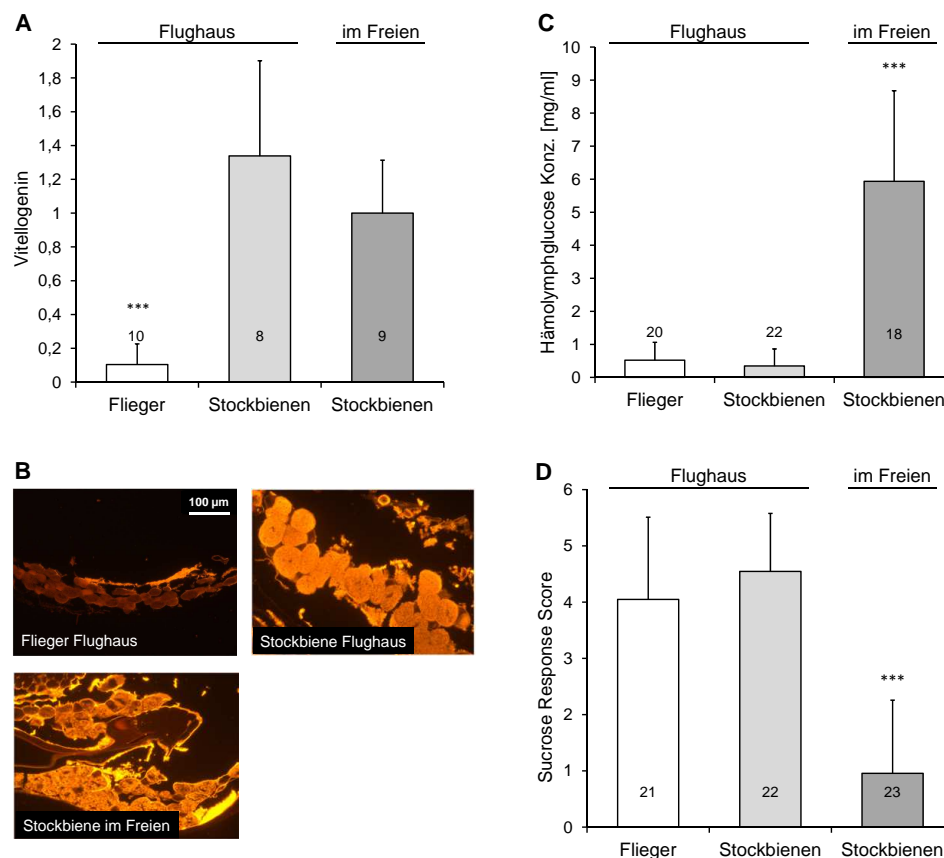 A
Flughaus
im Freien
Vitellogenin
2
1,8
1,6
1,4
1,2
1
0,8
0,6
0,4
0,2
0
***
10
8
9
Flieger
Stockbienen
Stockbienen
B
100 µm
Flieger Flughaus
Stockbiene Flughaus
Stockbiene im Freien
C
Flughaus
im Freien
Hämolymphglucose Konz. [mg/ml]
10
9
8
7
6
5
4
3
2
1
0
***
20
22
18
Flieger
Stockbienen
Stockbienen
D
Flughaus
im Freien
Sucrose Response Score
6
5
4
3
2
1
0
***
21
22
23
Flieger
Stockbienen
Stockbienen